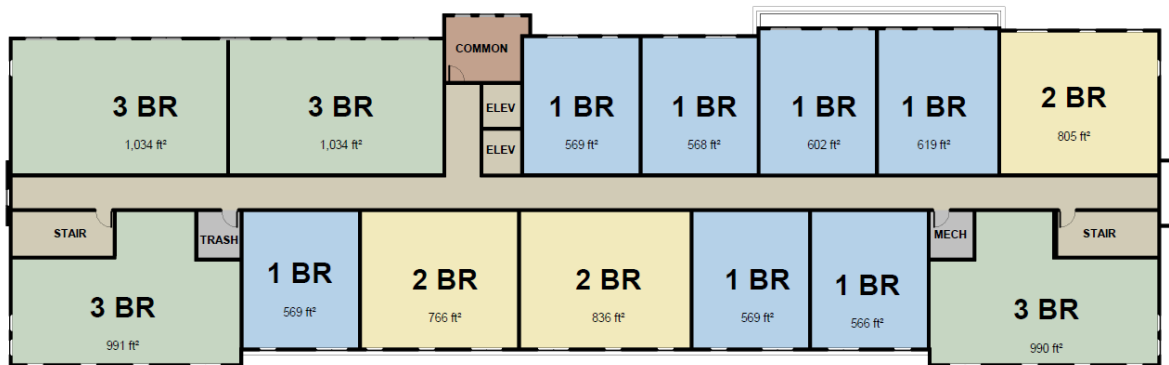 COMMON
3 BR
1,034 ft²
3 BR
1,034 ft²
ELEV
ELEV
1 BR
569 ft²
1 BR
568 ft²
1 BR
602 ft²
1 BR
619 ft²
2 BR
805 ft²
STAIR
TRASH
3 BR
991 ft²
1 BR
569 ft²
2 BR
766 ft²
2 BR
836 ft²
1 BR
569 ft²
1 BR
566 ft²
MECH
STAIR
3 BR
990 ft²